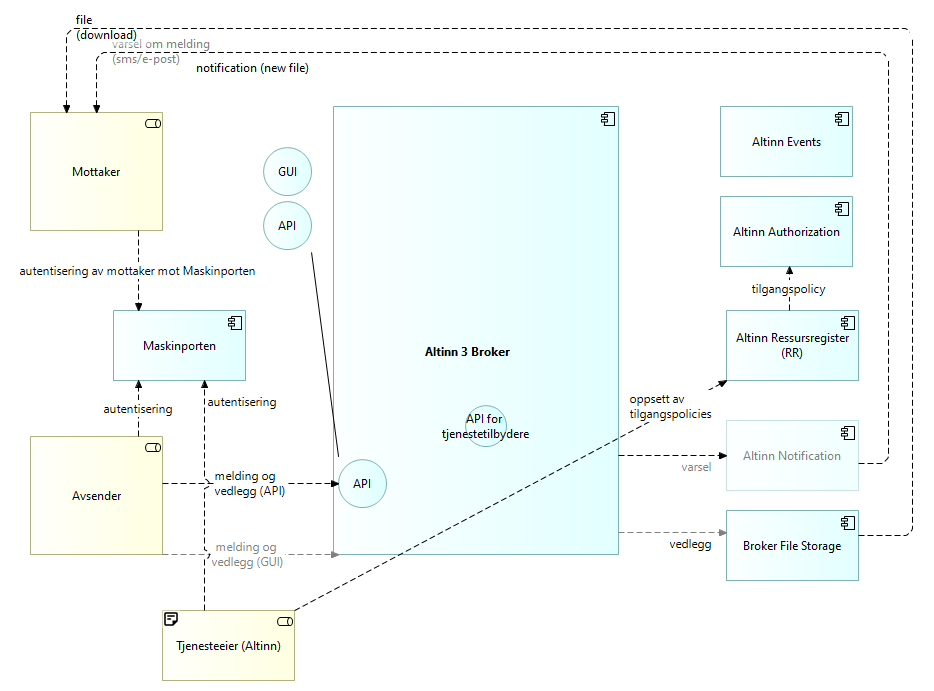 file
(download)
varsel om melding
(sms/e-post)
notification (new file)
Mottaker
GUI
API
Altinn Events
Altinn Authorization
autentisering av mottaker mot Maskinporten
tilgangspolicy
Maskinporten
Altinn 3 Broker
Altinn Ressursregister
(RR)
autentisering
autentisering
oppsett av
tilgangspolicies
API for
tjenestetilbydere
Avsender
melding og
vedlegg (API)
API
varsel
Altinn Notification
melding og
vedlegg (GUI)
vedlegg
Broker File Storage
Tjenesteeier (Altinn)